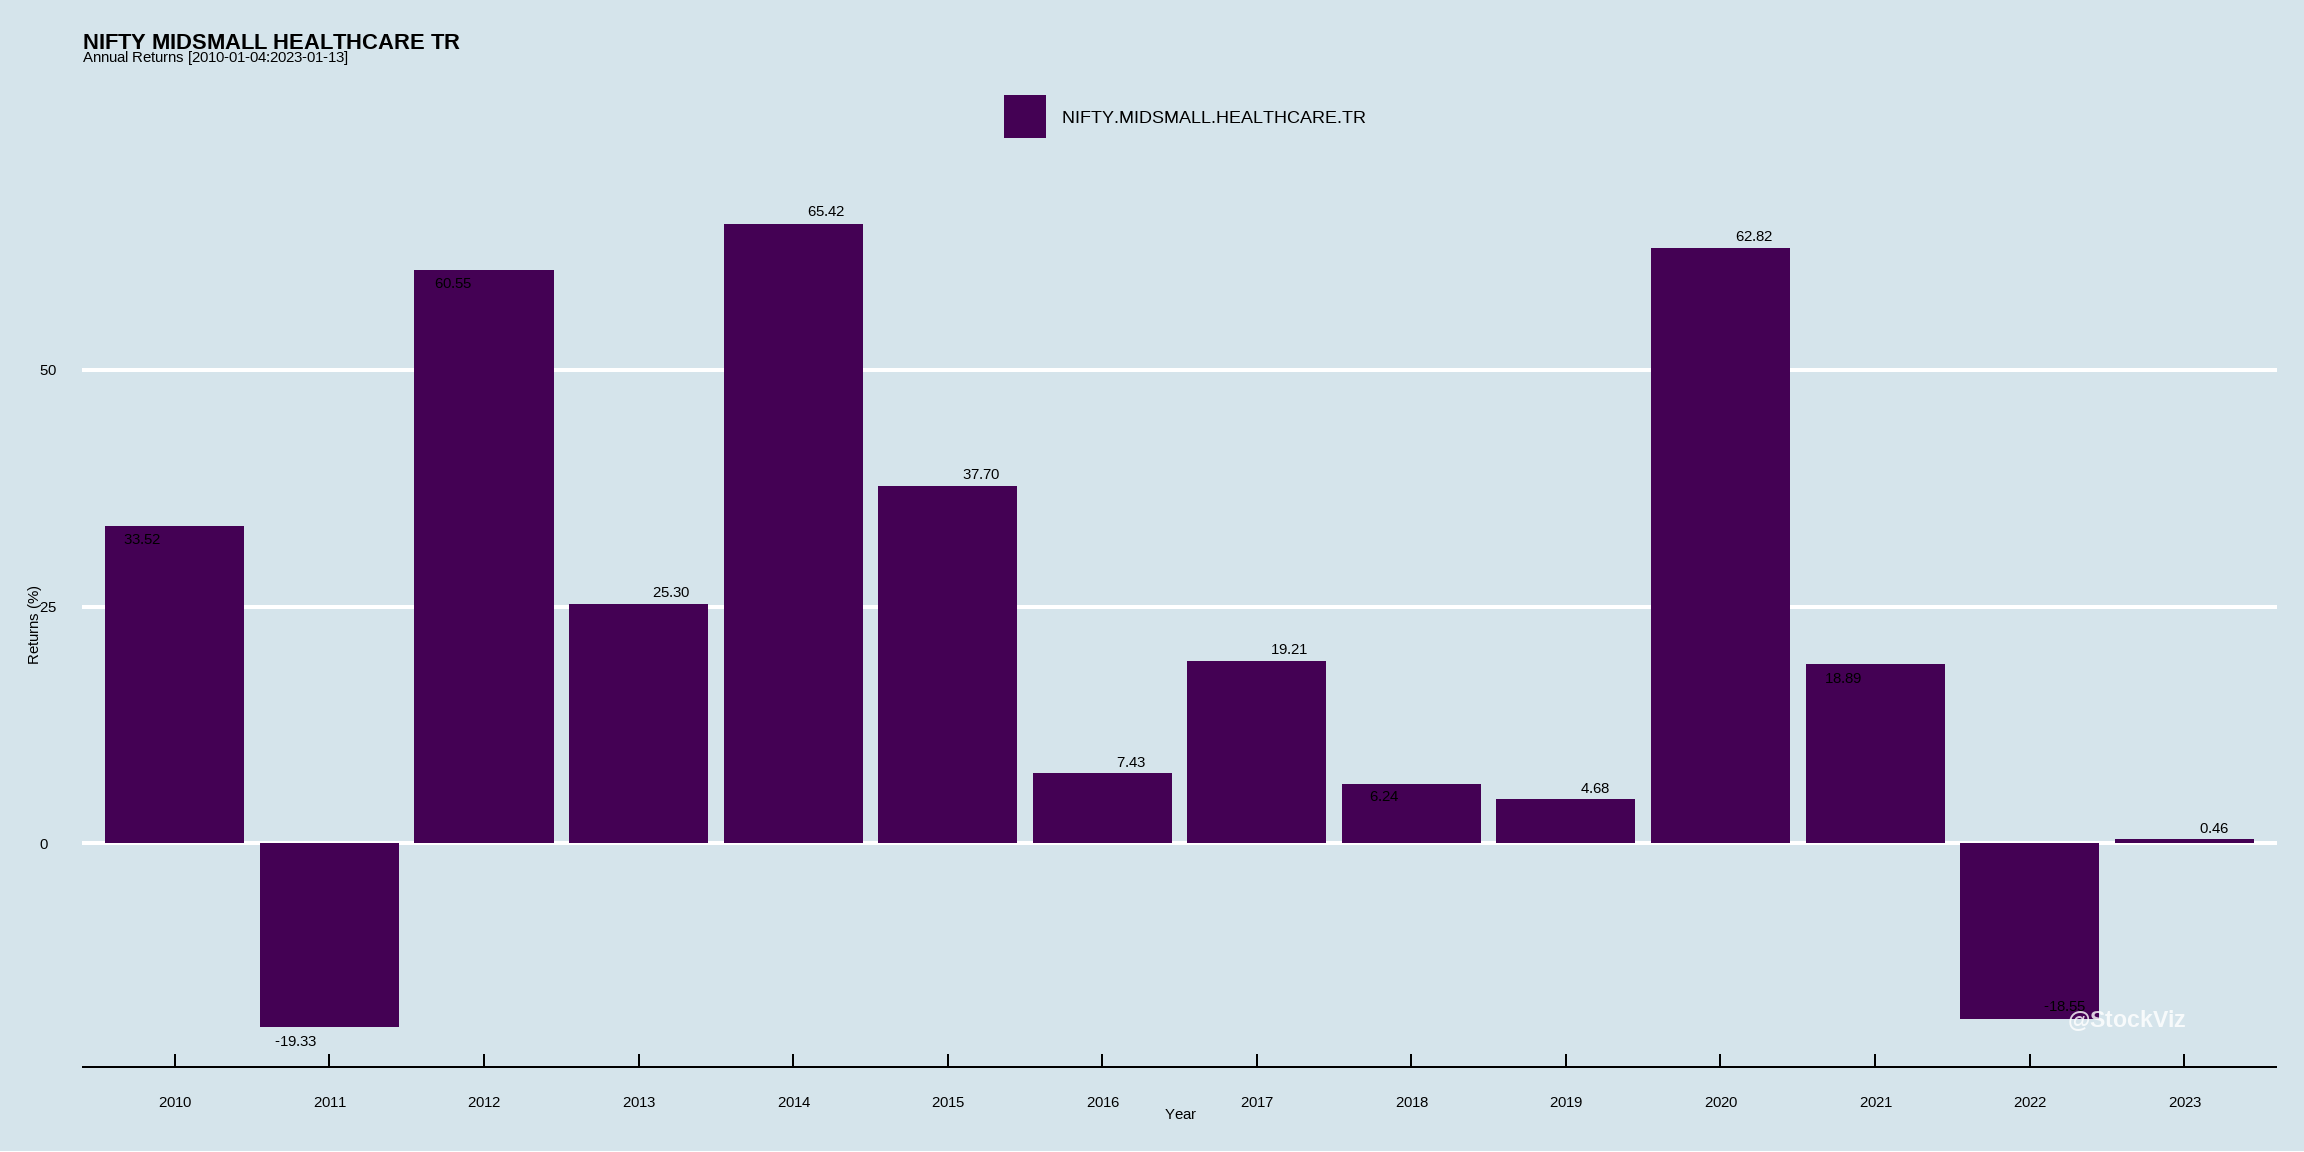 NIFTY MIDSMALL HEALTHCARE TR
Annual Returns [2010-01-04:2023-01-13]
NIFTY.MIDSMALL.HEALTHCARE.TR
65.42
62.82
60.55
50
37.70
33.52
25.30
25
Returns (%)
19.21
18.89
7.43
6.24
4.68
0.46
0
-18.55
@StockViz
-19.33
2010 2011 2012 2013 2014 2015 2016 2017 2018 2019 2020 2021 2022 2023
Year